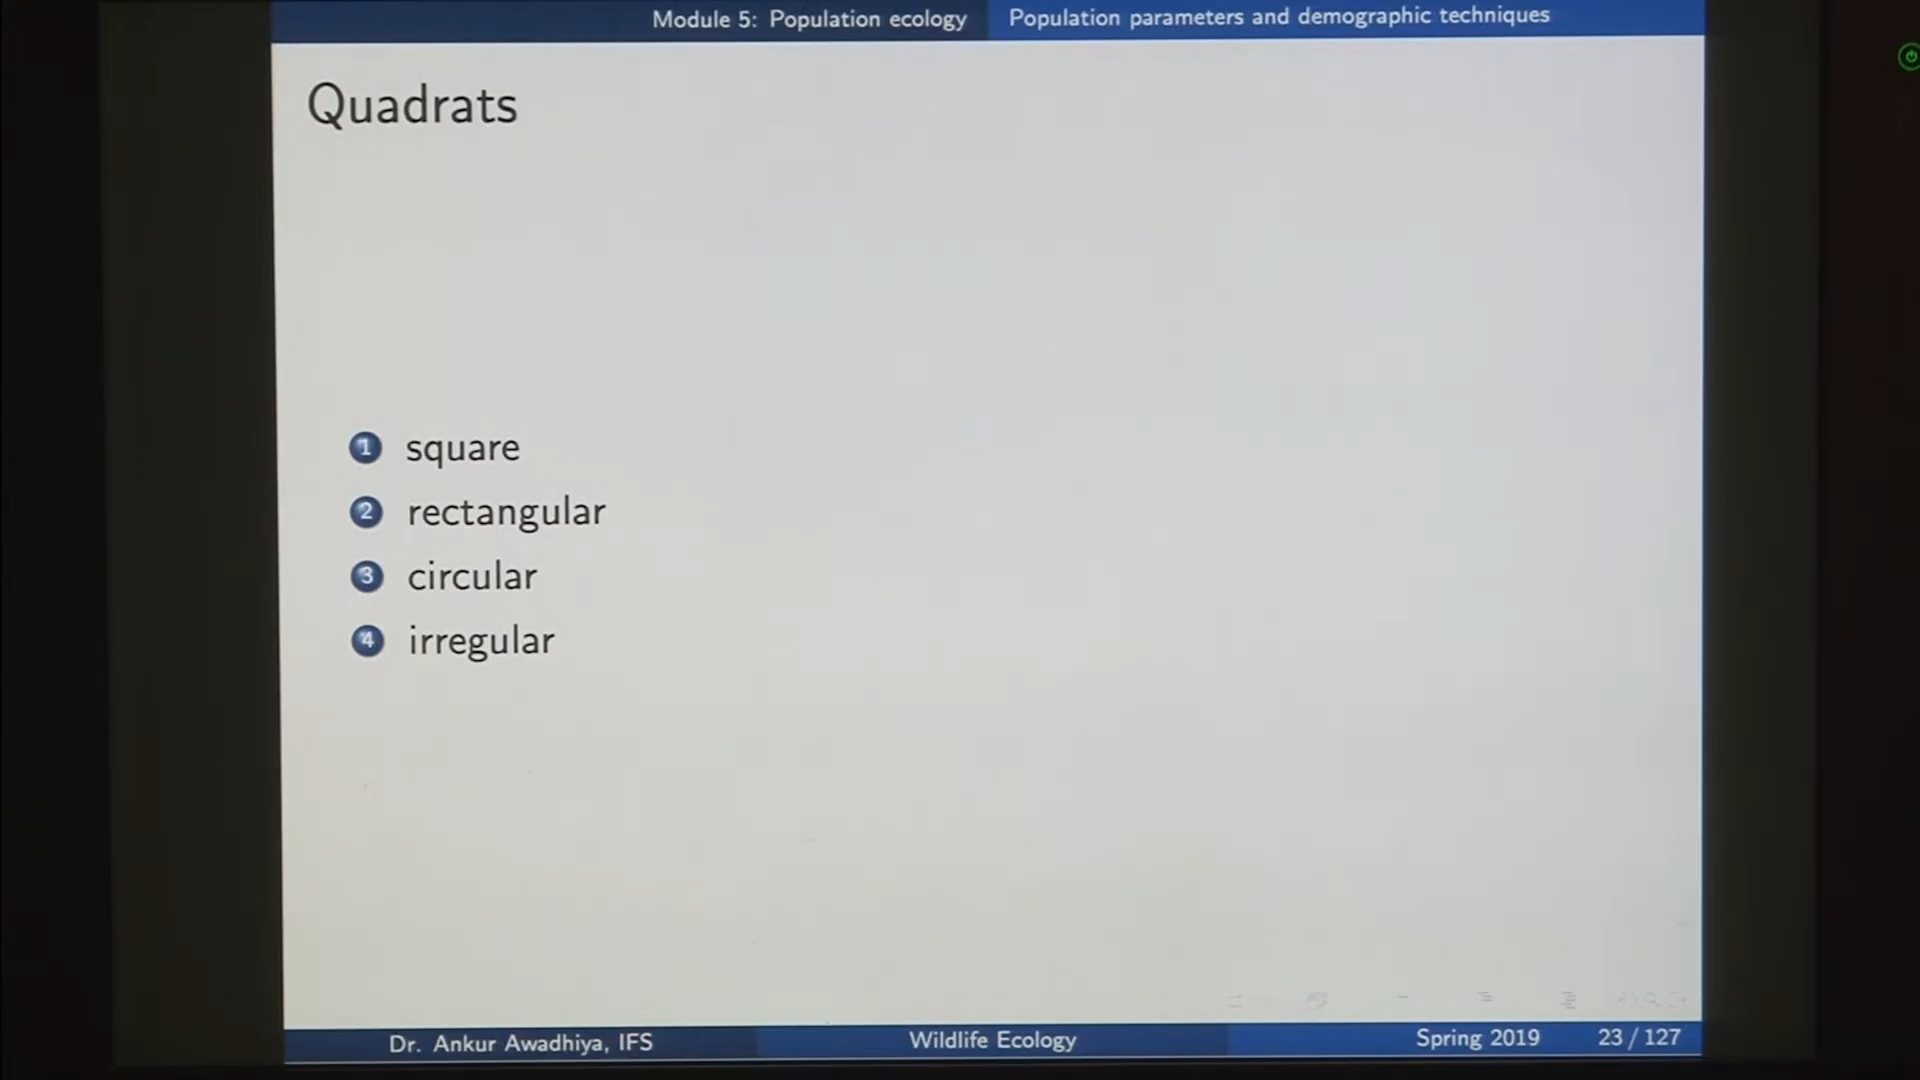 Module 5: Population ecology Population parameters and demographic techniques
Quadrats
1 square
2 rectangular
3 circular
4 irregular
Dr. Ankur Awadhiya, IFS Wildlife Ecology Spring 2019 23 / 127